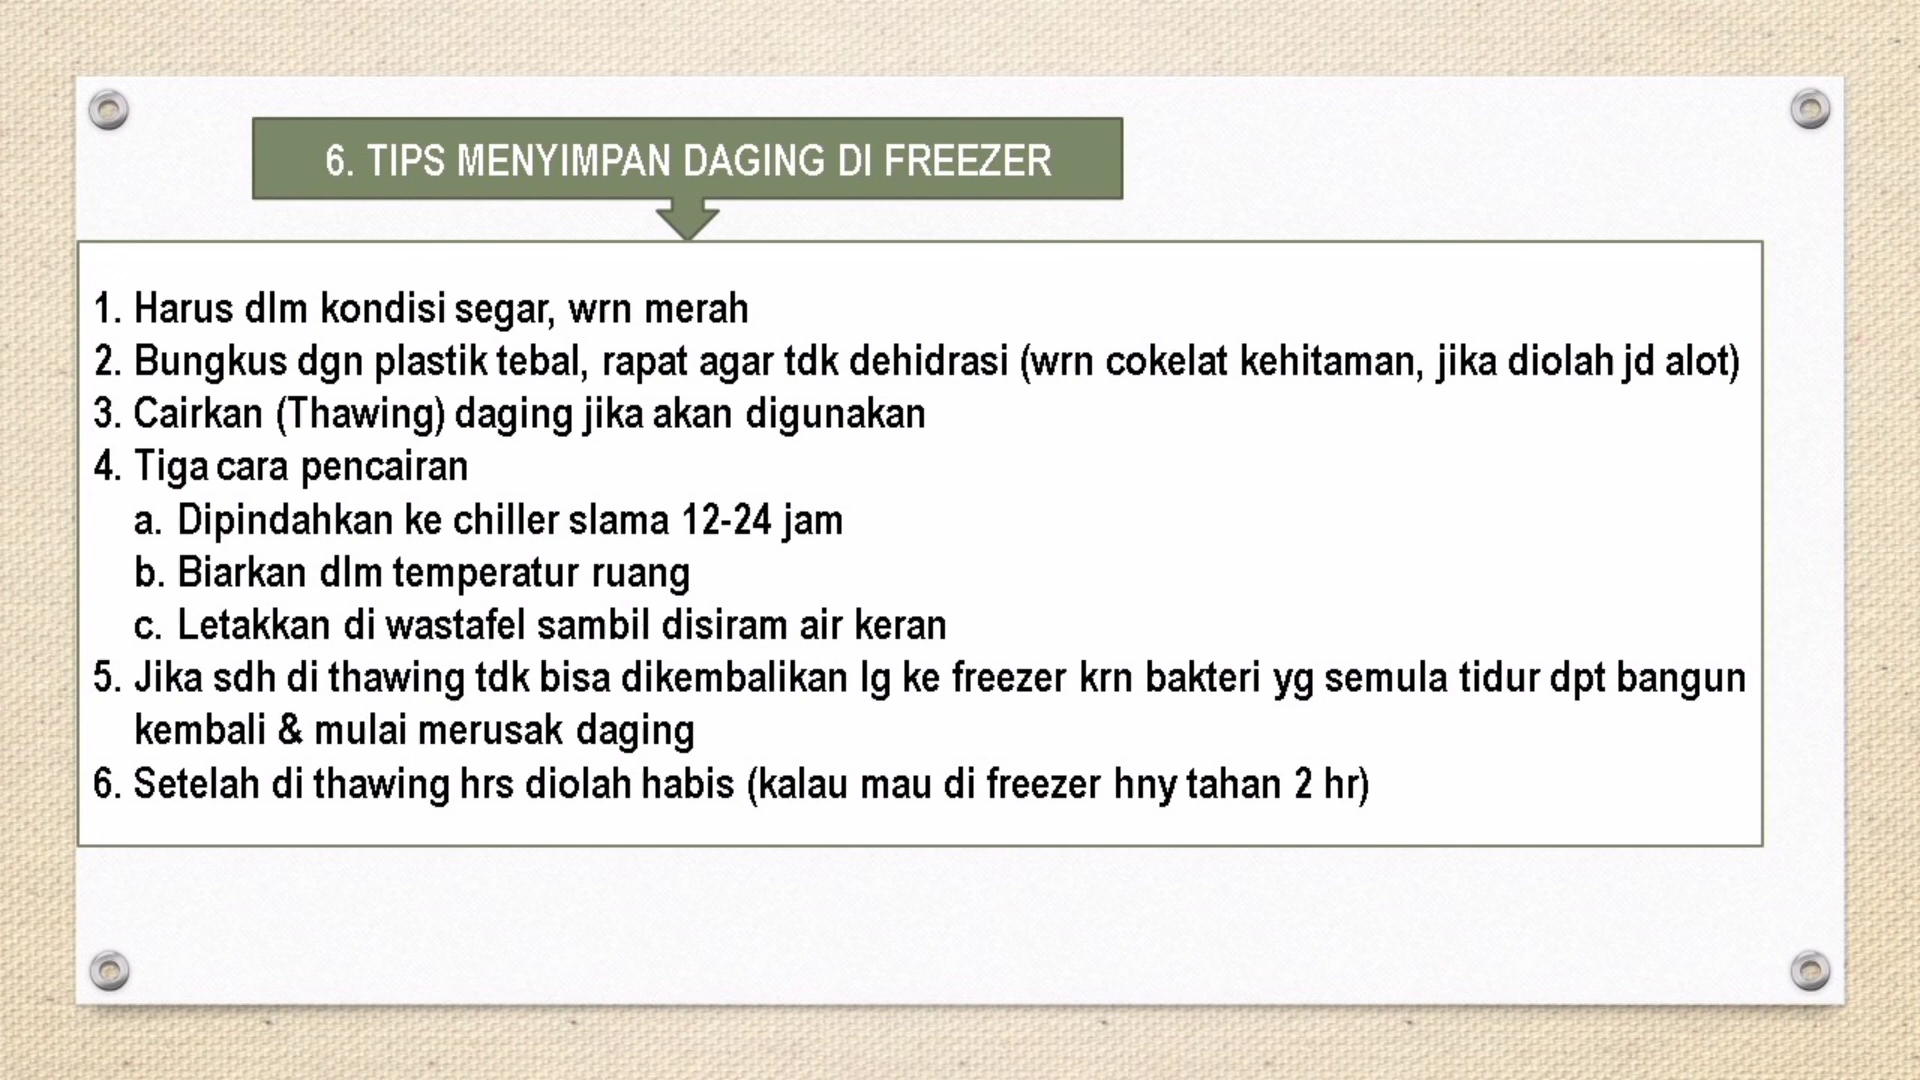 6. TIPS MENYIMPAN DAGING DI FREEZER
1. Harus dlm kondisi segar, wrn merah
2. Bungkus dgn plastik tebal, rapat agar tdk dehidrasi (wrn cokelat kehitaman, jika diolah jd alot)
3. Cairkan (Thawing) daging jika akan digunakan
4. Tiga cara pencairan
a. Dipindahkan ke chiller slama 12-24 jam
b. Biarkan dlm temperatur ruang
c. Letakkan di wastafel sambil disiram air keran
5. Jika sdh di thawing tdk bisa dikembalikan lg ke freezer krn bakteri yg semula tidur dpt bangun
kembali & mulai merusak daging
6. Setelah di thawing hrs diolah habis (kalau mau di freezer hny tahan 2 hr)